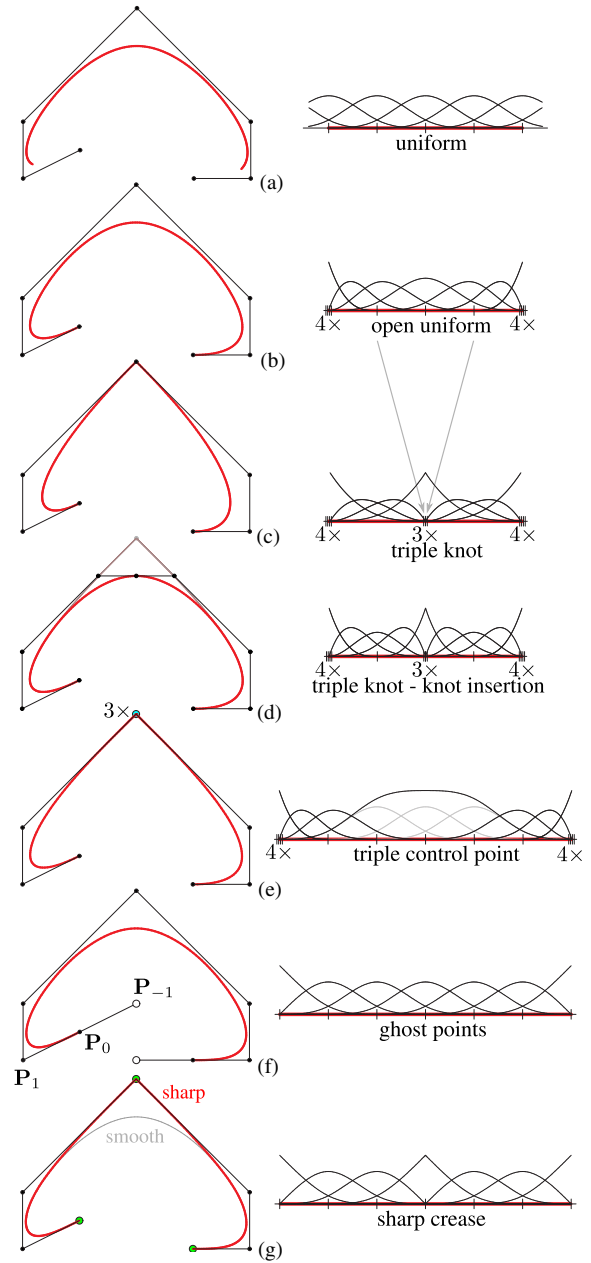 uniform
(a)
4× open uniform 4×
(b)
4× 3× 4×
triple knot
(c)
4× 3× 4×
triple knot - knot insertion
(d)
3×
4× triple control point 4×
(e)
P₋₁
P₀
P₁
ghost points
(f)
sharp
smooth
sharp crease
(g)